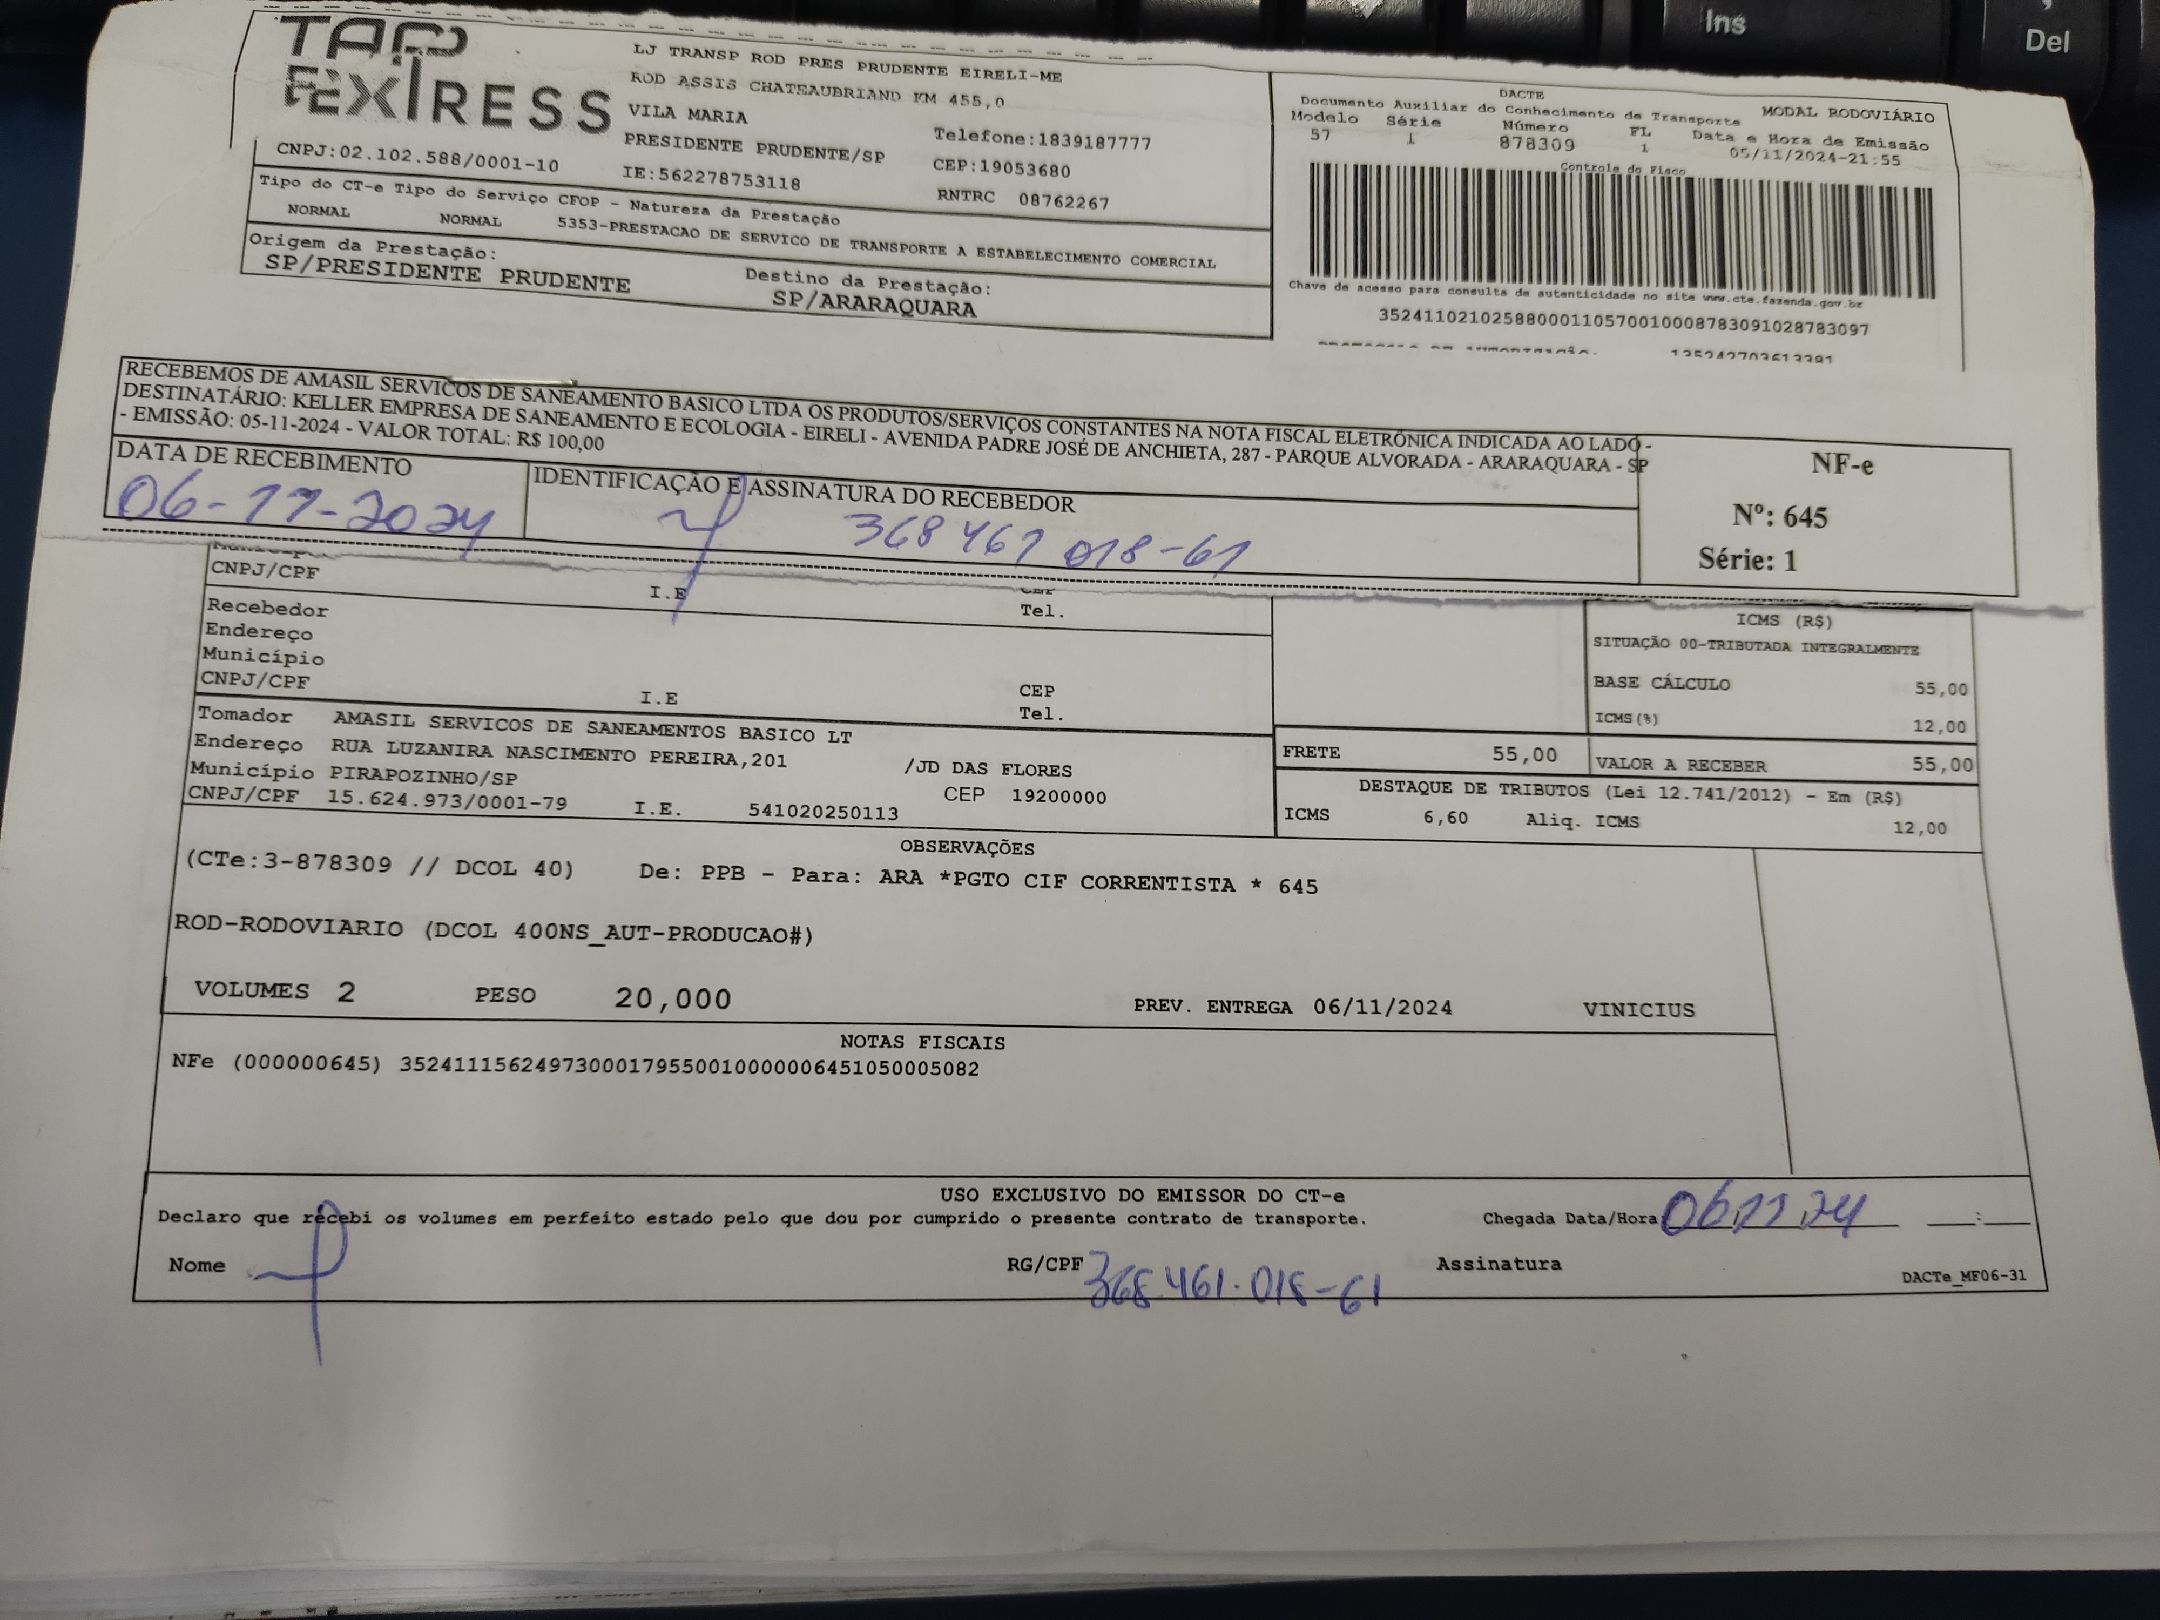 Ins
Del
TAP
EXPRESS
LJ TRANSP ROD PRES PRUDENTE EIRELI-ME
ROD ASSIS CHATEAUBRIAND KM 455,0
VILA MARIA
PRESIDENTE PRUDENTE/SP
Telefone:1839187777
CNPJ:02.102.588/0001-10
IE:562278753118
CEP:19053680
RNTRC 08762267
DACTE
MODAL RODOVIÁRIO
Documento Auxiliar do Conhecimento de Transporte
Modelo Série Número FL Data e Hora de Emissão
57 1 878309 1 05/11/2024-21:55
Controle do Fisco
Chave de acesso para consulta de autenticidade no site www.cte.fazenda.gov.br
35241102102588000110570010008783091028783097
Tipo do CT-e Tipo do Serviço CFOP - Natureza da Prestação
NORMAL NORMAL 5353-PRESTACAO DE SERVICO DE TRANSPORTE A ESTABELECIMENTO COMERCIAL
Origem da Prestação: Destino da Prestação:
SP/PRESIDENTE PRUDENTE SP/ARARAQUARA
RECEBEMOS DE AMASIL SERVICOS DE SANEAMENTO BASICO LTDA OS PRODUTOS/SERVIÇOS CONSTANTES NA NOTA FISCAL ELETRÔNICA INDICADA AO LADO -
DESTINATÁRIO: KELLER EMPRESA DE SANEAMENTO E ECOLOGIA - EIRELI - AVENIDA PADRE JOSÉ DE ANCHIETA, 287 - PARQUE ALVORADA - ARARAQUARA - SP
- EMISSÃO: 05-11-2024 - VALOR TOTAL: R$ 100,00
DATA DE RECEBIMENTO
06-11-2024
IDENTIFICAÇÃO E ASSINATURA DO RECEBEDOR
368 461 018-61
NF-e
Nº: 645
Série: 1
CNPJ/CPF I.E Tel.
Recebedor
Endereço
Município CEP
CNPJ/CPF I.E Tel.
ICMS (R$)
SITUAÇÃO 00-TRIBUTADA INTEGRALMENTE
BASE CÁLCULO 55,00
ICMS(%) 12,00
Tomador AMASIL SERVICOS DE SANEAMENTOS BASICO LT
Endereço RUA LUZANIRA NASCIMENTO PEREIRA,201 /JD DAS FLORES
Município PIRAPOZINHO/SP CEP 19200000
CNPJ/CPF 15.624.973/0001-79 I.E. 541020250113
FRETE 55,00 VALOR A RECEBER 55,00
DESTAQUE DE TRIBUTOS (Lei 12.741/2012) - Em (R$)
ICMS 6,60 Aliq. ICMS 12,00
OBSERVAÇÕES
(CTe:3-878309 // DCOL 40) De: PPB - Para: ARA *PGTO CIF CORRENTISTA * 645
ROD-RODOVIARIO (DCOL 400NS_AUT-PRODUCAO#)
VOLUMES 2 PESO 20,000 PREV. ENTREGA 06/11/2024 VINICIUS
NOTAS FISCAIS
NFe (000000645) 35241115624973000179550010000006451050005082
USO EXCLUSIVO DO EMISSOR DO CT-e
Declaro que recebi os volumes em perfeito estado pelo que dou por cumprido o presente contrato de transporte. Chegada Data/Hora 06.11.24 ___:___
Nome RG/CPF 368.461.018-61 Assinatura
DACTe_MF06-31